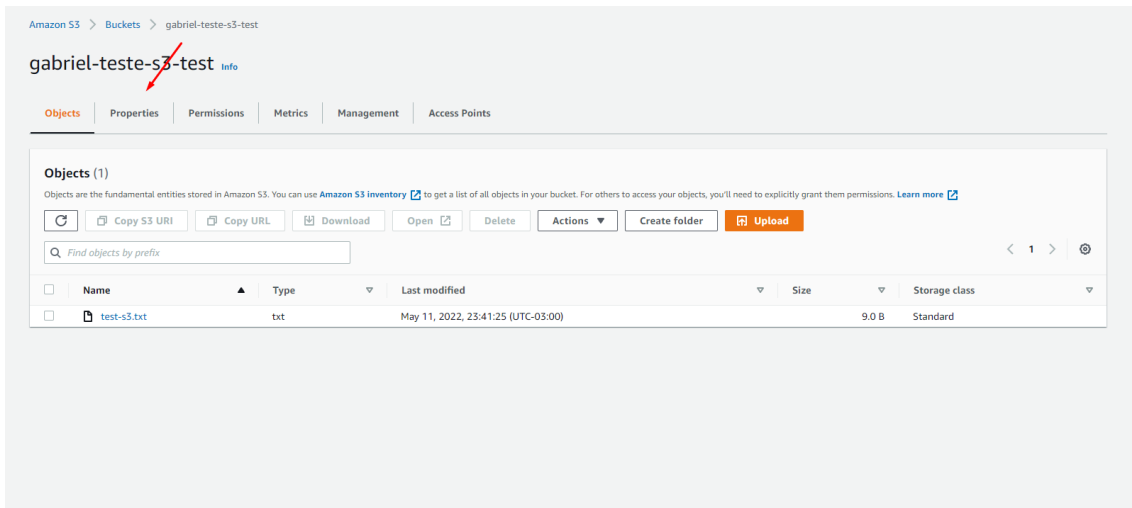 Amazon S3 > Buckets > gabriel-teste-s3-test
gabriel-teste-s3-test Info
Objects Properties Permissions Metrics Management Access Points
Objects (1)
Objects are the fundamental entities stored in Amazon S3. You can use Amazon S3 inventory to get a list of all objects in your bucket. For others to access your objects, you'll need to explicitly grant them permissions. Learn more
Copy S3 URI Copy URL Download Open Delete Actions Create folder Upload
Find objects by prefix < 1 >
Name Type Last modified Size Storage class
test-s3.txt txt May 11, 2022, 23:41:25 (UTC-03:00) 9.0 B Standard